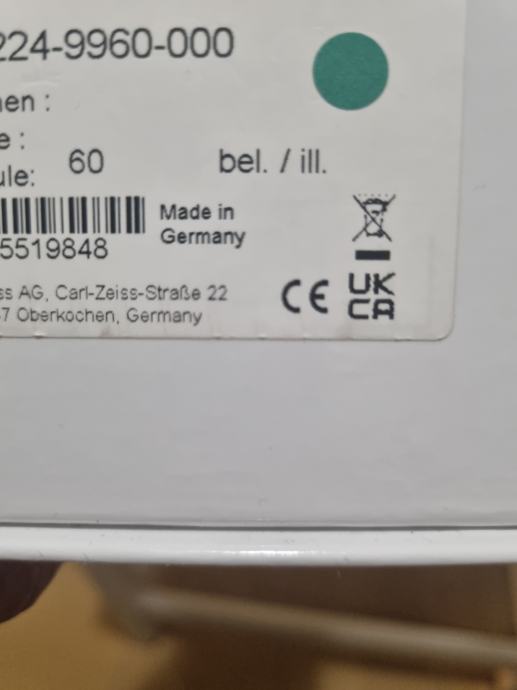 224-9960-000
en :
e :
ule: 60 bel. / ill.
Made in
Germany
5519848
ss AG, Carl-Zeiss-Straße 22
7 Oberkochen, Germany
CE
UK
CA